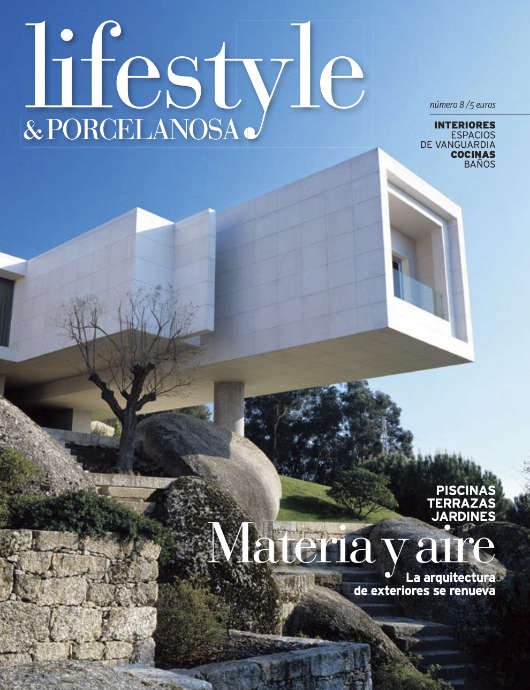 lifestyle
& PORCELANOSA
número 8 / 5 euros
INTERIORES
ESPACIOS
DE VANGUARDIA
COCINAS
BAÑOS
PISCINAS
TERRAZAS
JARDINES
Materia y aire
La arquitectura
de exteriores se renueva